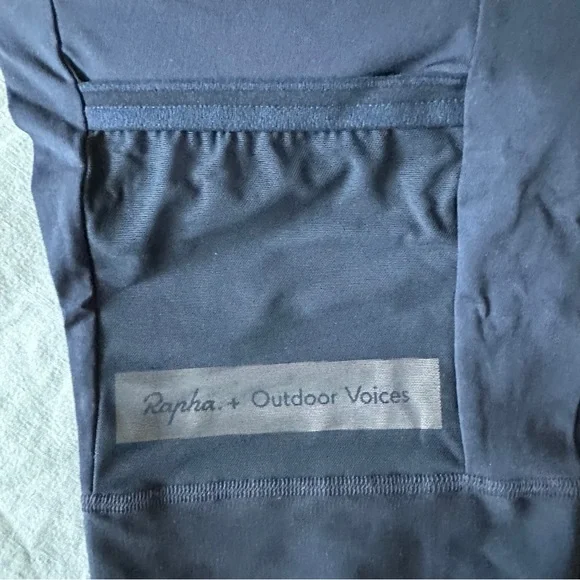 Rapha. + Outdoor Voices